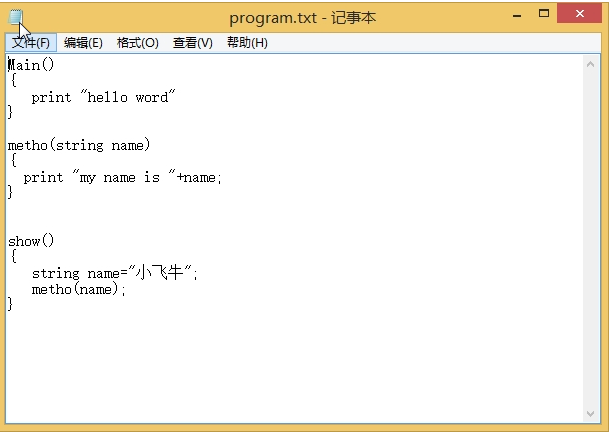 program.txt - 记事本
文件(F) 编辑(E) 格式(O) 查看(V) 帮助(H)
Main()
{
print "hello word"
}
metho(string name)
{
print "my name is "+name;
}
show()
{
string name="小飞牛";
metho(name);
}